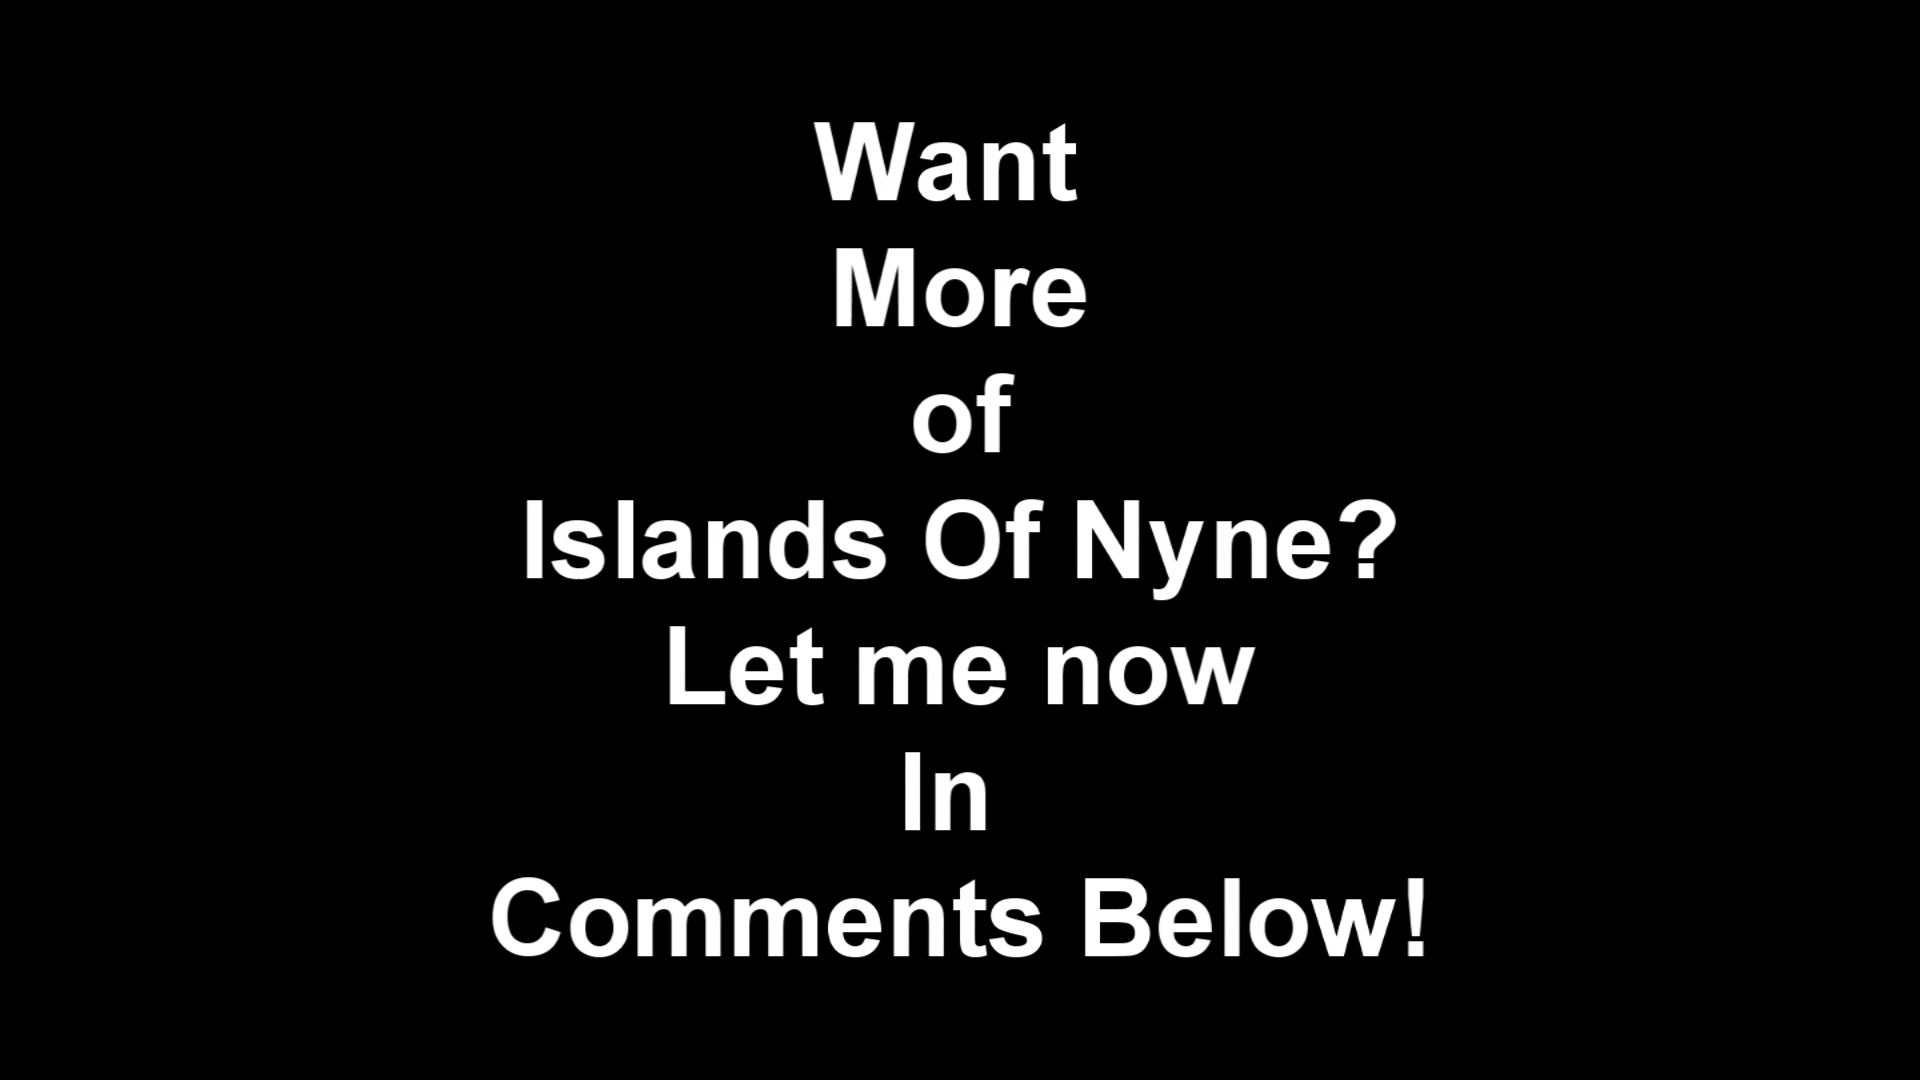 Want
More
of
Islands Of Nyne?
Let me now
In
Comments Below!